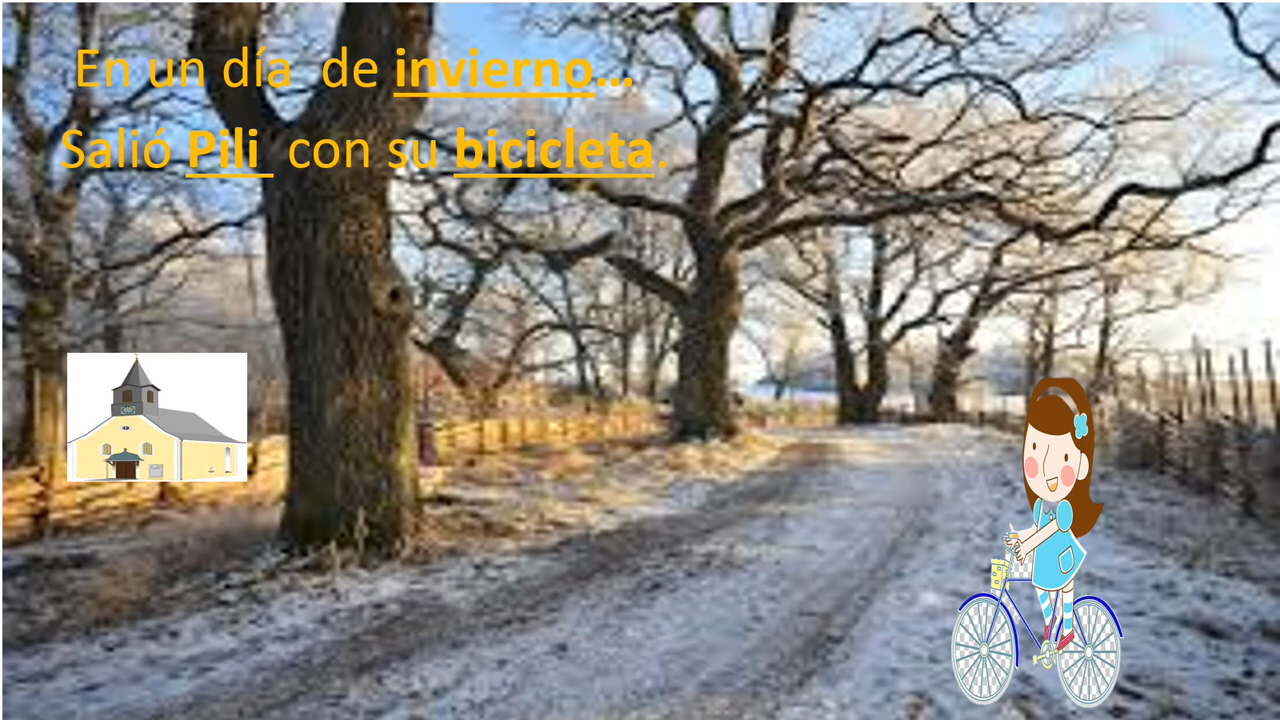 En un día de invierno...
Salió Pili con su bicicleta.